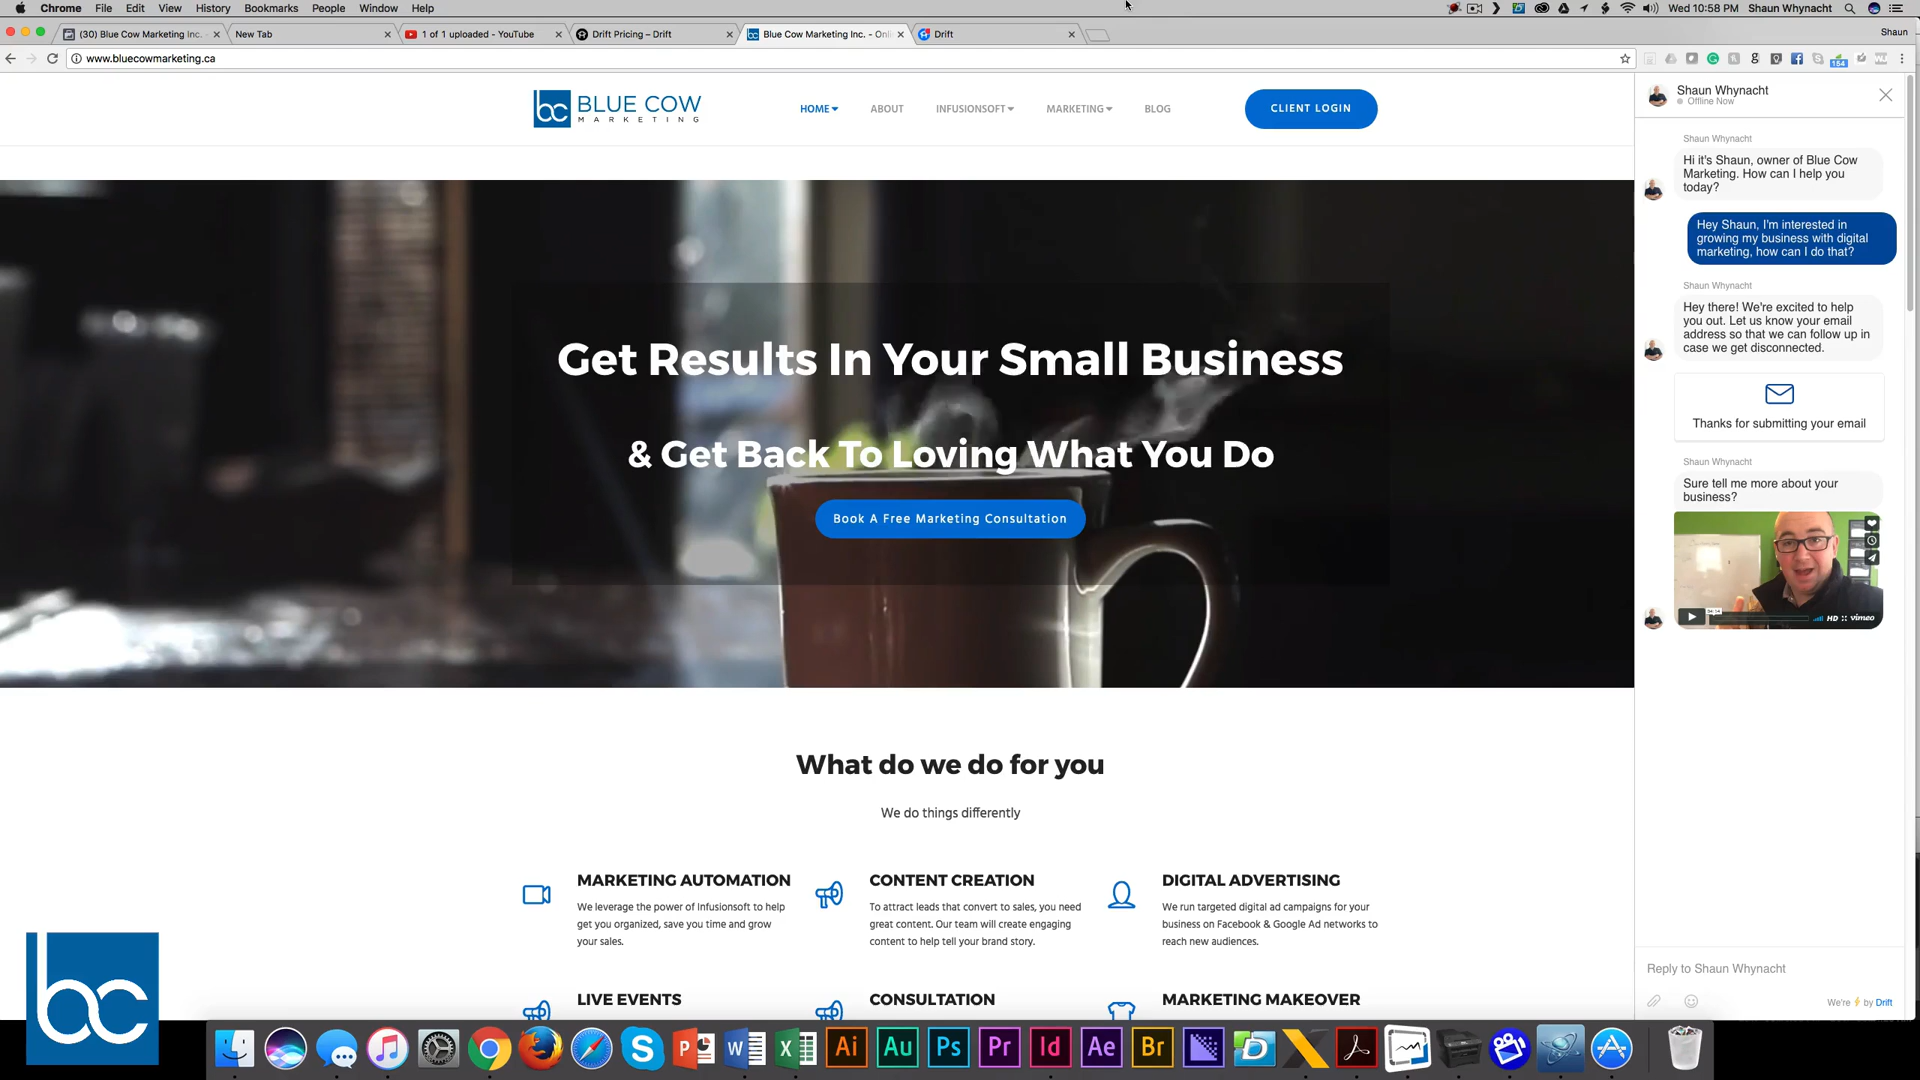 Chrome File Edit View History Bookmarks People Window Help
Wed 10:58 PM Shaun Whynacht
(30) Blue Cow Marketing Inc. -
New Tab
1 of 1 uploaded - YouTube
Drift Pricing – Drift
Blue Cow Marketing Inc. - Onli
Drift
Shaun
www.bluecowmarketing.ca
g
154
bc BLUE COW
MARKETING
HOME
ABOUT
INFUSIONSOFT
MARKETING
BLOG
CLIENT LOGIN
Get Results In Your Small Business
& Get Back To Loving What You Do
Book A Free Marketing Consultation
What do we do for you
We do things differently
MARKETING AUTOMATION
We leverage the power of Infusionsoft to help
get you organized, save you time and grow
your sales.
CONTENT CREATION
To attract leads that convert to sales, you need
great content. Our team will create engaging
content to help tell your brand story.
DIGITAL ADVERTISING
We run targeted digital ad campaigns for your
business on Facebook & Google Ad networks to
reach new audiences.
LIVE EVENTS
CONSULTATION
MARKETING MAKEOVER
Shaun Whynacht
Offline Now
Shaun Whynacht
Hi it's Shaun, owner of Blue Cow
Marketing. How can I help you
today?
Hey Shaun, I'm interested in
growing my business with digital
marketing, how can I do that?
Shaun Whynacht
Hey there! We're excited to help
you out. Let us know your email
address so that we can follow up in
case we get disconnected.
Thanks for submitting your email
Shaun Whynacht
Sure tell me more about your
business?
HD vimeo
Reply to Shaun Whynacht
We're ⚡ by Drift
bc
S
P
W
X
Ai
Au
Ps
Pr
Id
Ae
Br